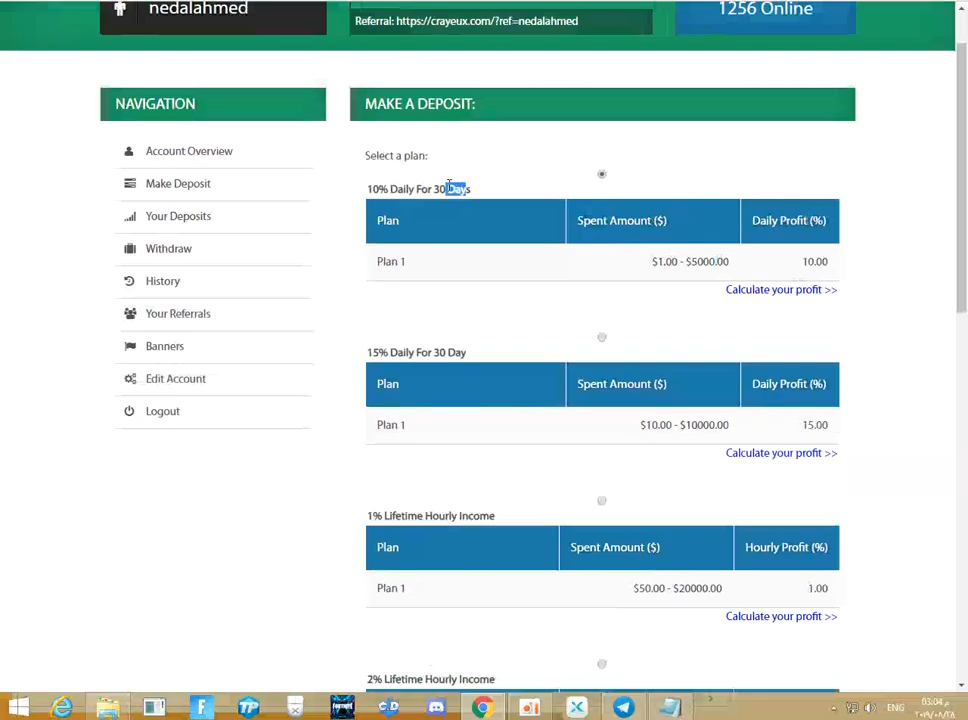 nedalahmed
Referral: https://crayeux.com/?ref=nedalahmed
1256 Online
NAVIGATION
Account Overview
Make Deposit
Your Deposits
Withdraw
History
Your Referrals
Banners
Edit Account
Logout
MAKE A DEPOSIT:
Select a plan:
10% Daily For 30 Days
Plan Spent Amount ($) Daily Profit (%)
Plan 1 $1.00 - $5000.00 10.00
Calculate your profit >>
15% Daily For 30 Day
Plan Spent Amount ($) Daily Profit (%)
Plan 1 $10.00 - $10000.00 15.00
Calculate your profit >>
1% Lifetime Hourly Income
Plan Spent Amount ($) Hourly Profit (%)
Plan 1 $50.00 - $20000.00 1.00
Calculate your profit >>
2% Lifetime Hourly Income
ENG